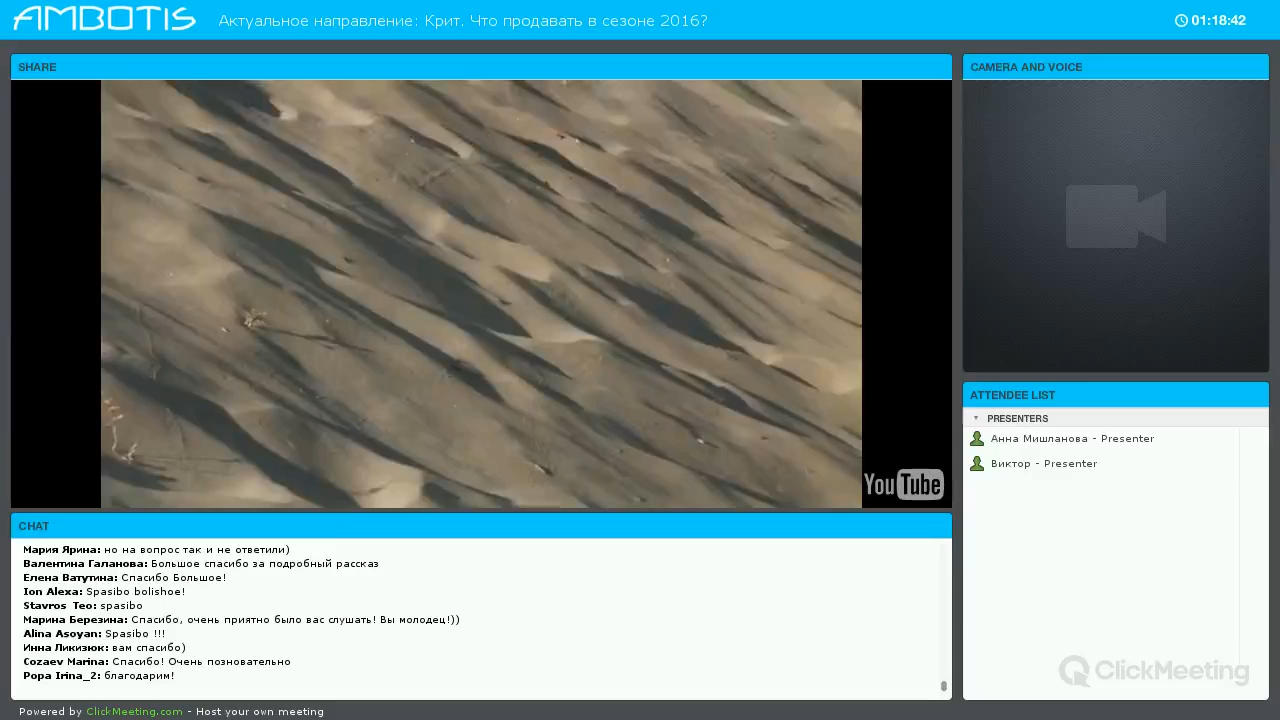 AMBOTIS Актуальное направление: Крит. Что продавать в сезоне 2016? 01:18:42
SHARE
CAMERA AND VOICE
YouTube
ATTENDEE LIST
PRESENTERS
Анна Мишланова - Presenter
Виктор - Presenter
CHAT
Мария Ярина: но на вопрос так и не ответили)
Валентина Галанова: Большое спасибо за подробный рассказ
Елена Ватутина: Спасибо Большое!
Ion Alexa: Spasibo bolishoe!
Stavros Teo: spasibo
Марина Березина: Спасибо, очень приятно было вас слушать! Вы молодец!))
Alina Asoyan: Spasibo !!!
Инна Ликизюк: вам спасибо)
Cozaev Marina: Спасибо! Очень позновательно
Popa Irina_2: благодарим!
ClickMeeting
Powered by ClickMeeting.com - Host your own meeting